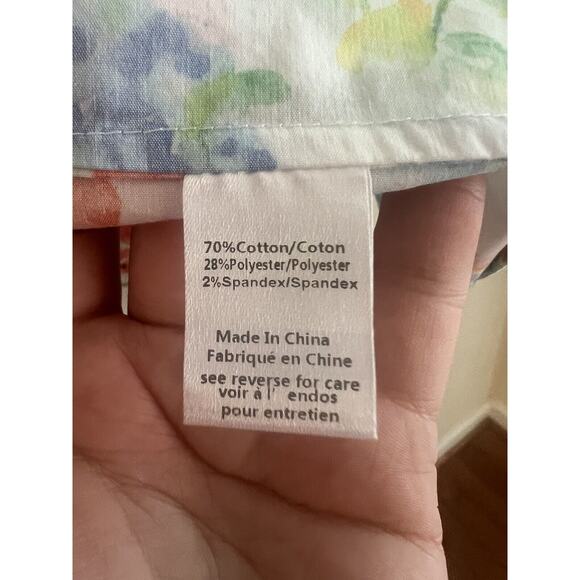 70%Cotton/Coton
28%Polyester/Polyester
2%Spandex/Spandex
Made In China
Fabriqué en Chine
see reverse for care
voir à l' endos
pour entretien